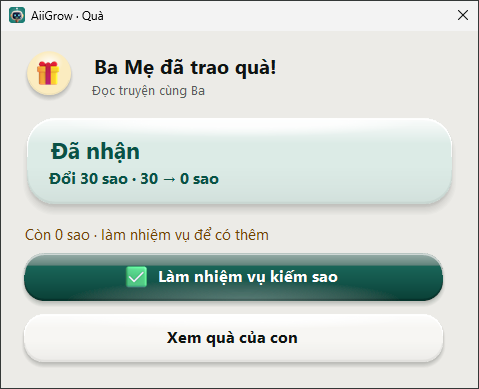 AiiGrow · Quà
Ba Mẹ đã trao quà!
Đọc truyện cùng Ba
Đã nhận
Đổi 30 sao · 30 → 0 sao
Còn 0 sao · làm nhiệm vụ để có thêm
Làm nhiệm vụ kiếm sao
Xem quà của con